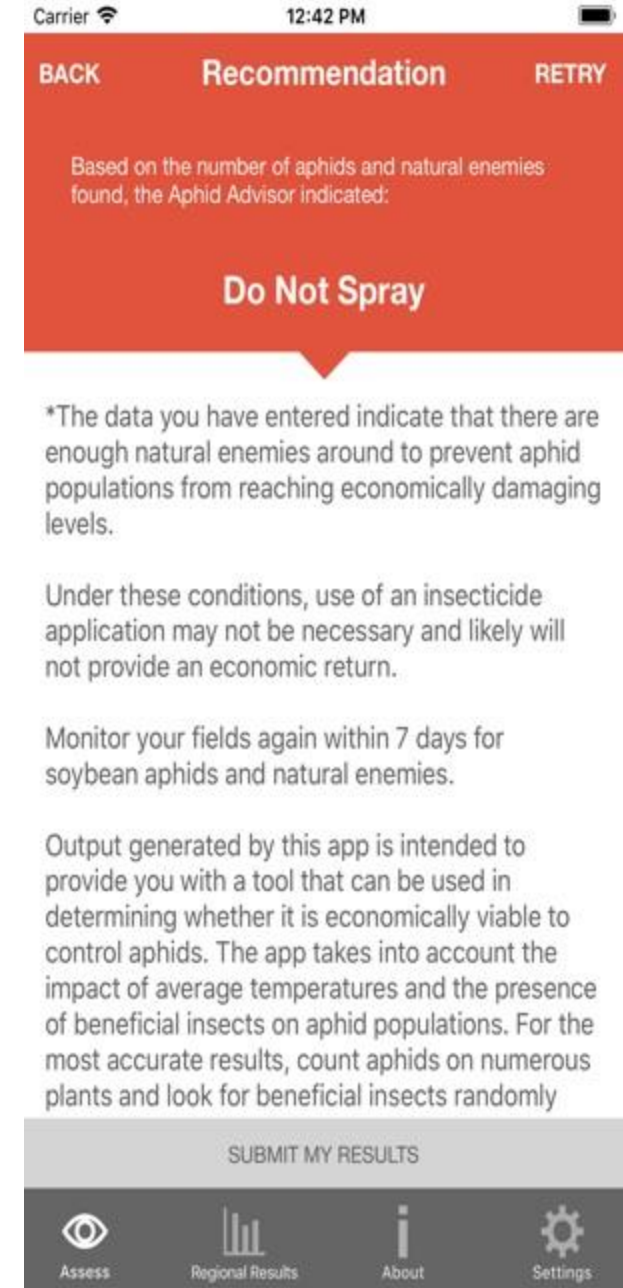 Carrier 12:42 PM
BACK Recommendation RETRY
Based on the number of aphids and natural enemies
found, the Aphid Advisor indicated:
Do Not Spray
*The data you have entered indicate that there are
enough natural enemies around to prevent aphid
populations from reaching economically damaging
levels.
Under these conditions, use of an insecticide
application may not be necessary and likely will
not provide an economic return.
Monitor your fields again within 7 days for
soybean aphids and natural enemies.
Output generated by this app is intended to
provide you with a tool that can be used in
determining whether it is economically viable to
control aphids. The app takes into account the
impact of average temperatures and the presence
of beneficial insects on aphid populations. For the
most accurate results, count aphids on numerous
plants and look for beneficial insects randomly
SUBMIT MY RESULTS
Assess Regional Results About Settings